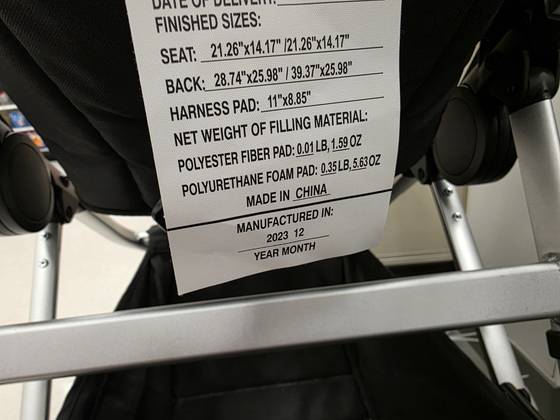 DATE OF DELIVERY:
FINISHED SIZES:
SEAT: 21.26"x14.17" /21.26"x14.17"
BACK: 28.74"x25.98" / 39.37"x25.98"
HARNESS PAD: 11"x8.85"
NET WEIGHT OF FILLING MATERIAL:
POLYESTER FIBER PAD: 0.01 LB, 1.59 OZ
POLYURETHANE FOAM PAD: 0.35 LB, 5.63 OZ
MADE IN CHINA
MANUFACTURED IN:
2023 12
YEAR MONTH